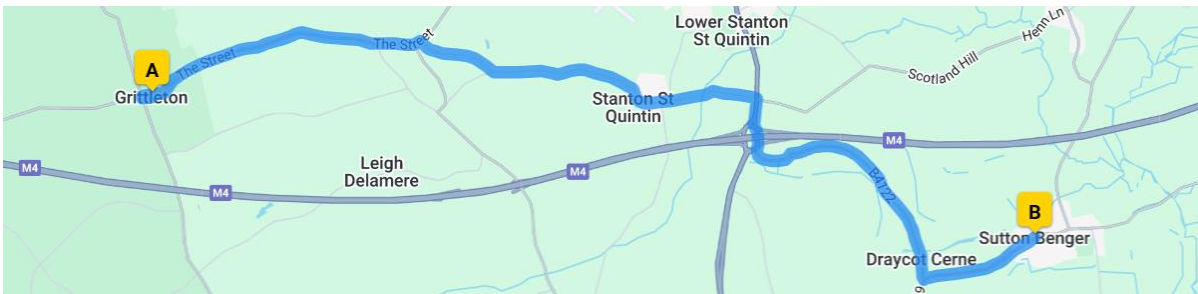 Lower Stanton
St Quintin
Henn Ln
A
The Street
The Street
Scotland Hill
Grittleton
Stanton St
Quintin
M4
Leigh
Delamere
M4
M4
M4
B4122
B
Sutton Benger
Draycot Cerne